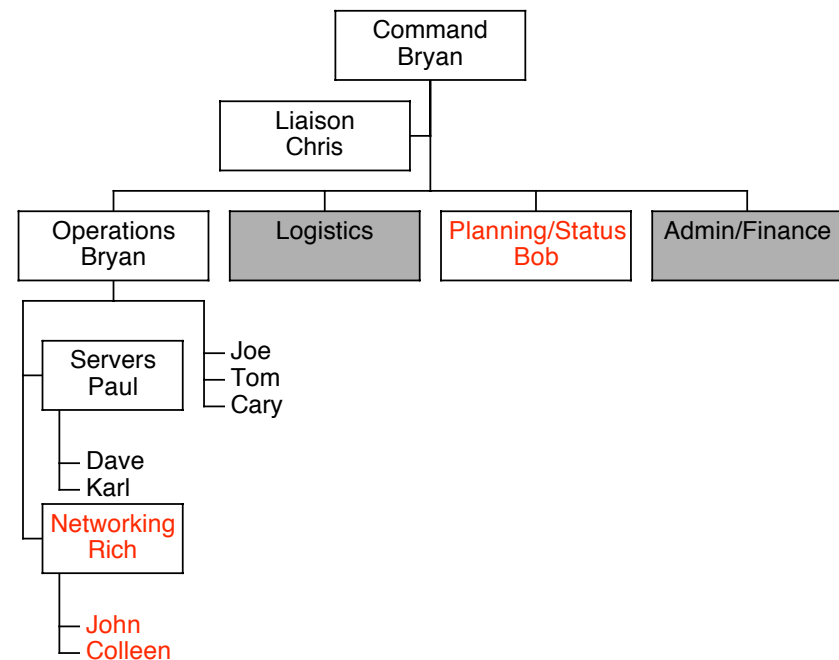 Command
Bryan
Liaison
Chris
Operations
Bryan
Logistics
Planning/Status
Bob
Admin/Finance
Servers
Paul
Joe
Tom
Cary
Dave
Karl
Networking
Rich
John
Colleen